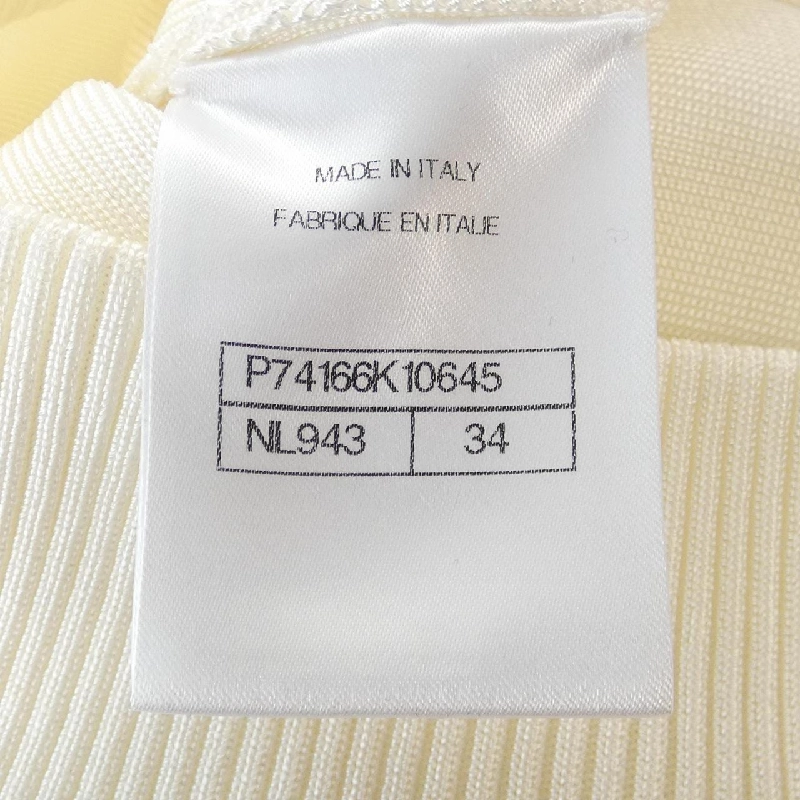 MADE IN ITALY
FABRIQUE EN ITALIE
P74166K10645
NL943 34